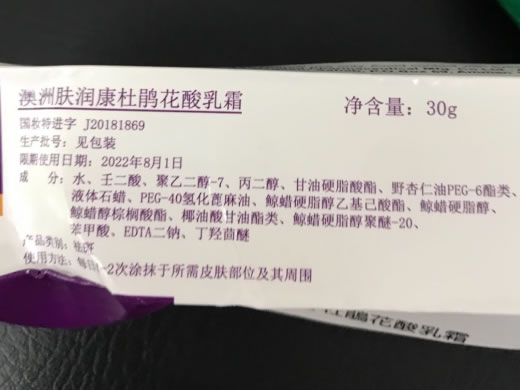 澳洲肤润康杜鹃花酸乳霜
净含量：30g
国妆特进字 J20181869
生产批号：见包装
限期使用日期：2022年8月1日
成 分：水、壬二酸、聚乙二醇-7、丙二醇、甘油硬脂酸酯、野杏仁油PEG-6酯类、
液体石蜡、PEG-40氢化蓖麻油、鲸蜡硬脂醇乙基己酸酯、鲸蜡硬脂醇、
鲸蜡醇棕榈酸酯、椰油酸甘油酯类、鲸蜡硬脂醇聚醚-20、
苯甲酸、EDTA二钠、丁羟茴醚
产品类别：祛斑
使用方法：每日1-2次涂抹于所需皮肤部位及其周围
杜鹃花酸乳霜